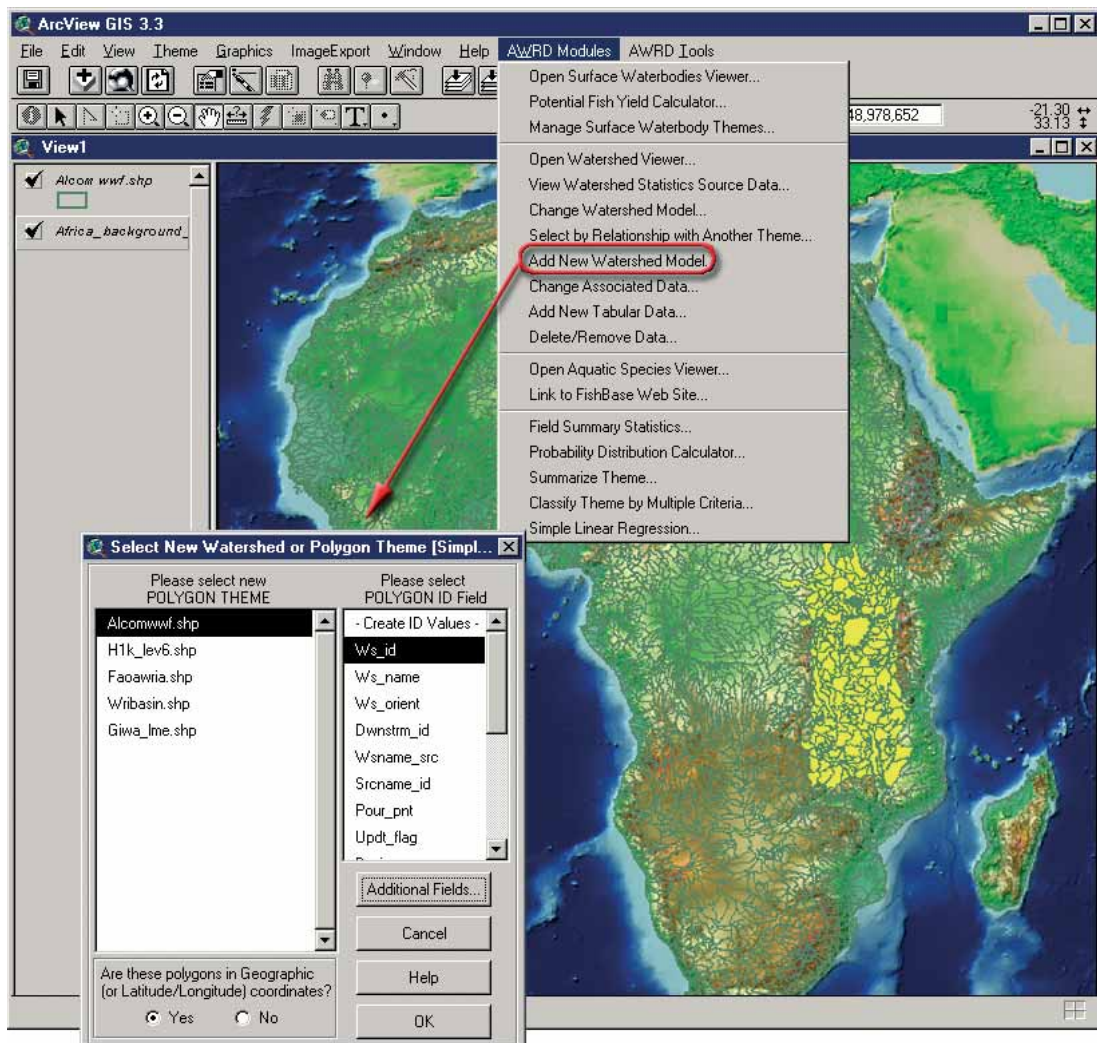 ArcView GIS 3.3
File Edit View Theme Graphics ImageExport Window Help AWRD Modules AWRD Tools
Open Surface Waterbodies Viewer...
Potential Fish Yield Calculator...
Manage Surface Waterbody Themes...
Open Watershed Viewer...
View Watershed Statistics Source Data...
Change Watershed Model...
Select by Relationship with Another Theme...
Add New Watershed Model.
Change Associated Data...
Add New Tabular Data...
Delete/Remove Data...
Open Aquatic Species Viewer...
Link to FishBase Web Site...
Field Summary Statistics...
Probability Distribution Calculator...
Summarize Theme...
Classify Theme by Multiple Criteria...
Simple Linear Regression...
T
8,978,652
-21.30
33.13
View1
Alcom wwf.shp
Africa_background_
Select New Watershed or Polygon Theme [Simpl...
Please select new
POLYGON THEME
Alcomwwf.shp
H1k_lev6.shp
Faoawria.shp
Wribasin.shp
Giwa_lme.shp
Please select
POLYGON ID Field
- Create ID Values -
Ws_id
Ws_name
Ws_orient
Dwnstrm_id
Wsname_src
Srcname_id
Pour_pnt
Updt_flag
Additional Fields...
Cancel
Help
OK
Are these polygons in Geographic
(or Latitude/Longitude) coordinates?
Yes No